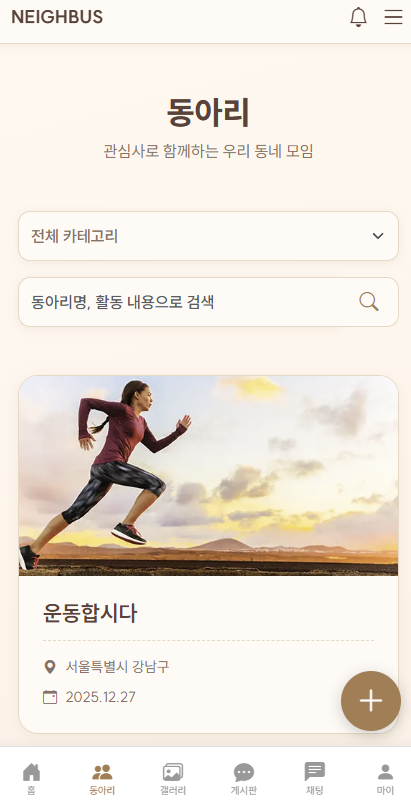 NEIGHBUS
동아리
관심사로 함께하는 우리 동네 모임
전체 카테고리
동아리명, 활동 내용으로 검색
운동합시다
서울특별시 강남구
2025.12.27
홈
동아리
갤러리
게시판
채팅
마이